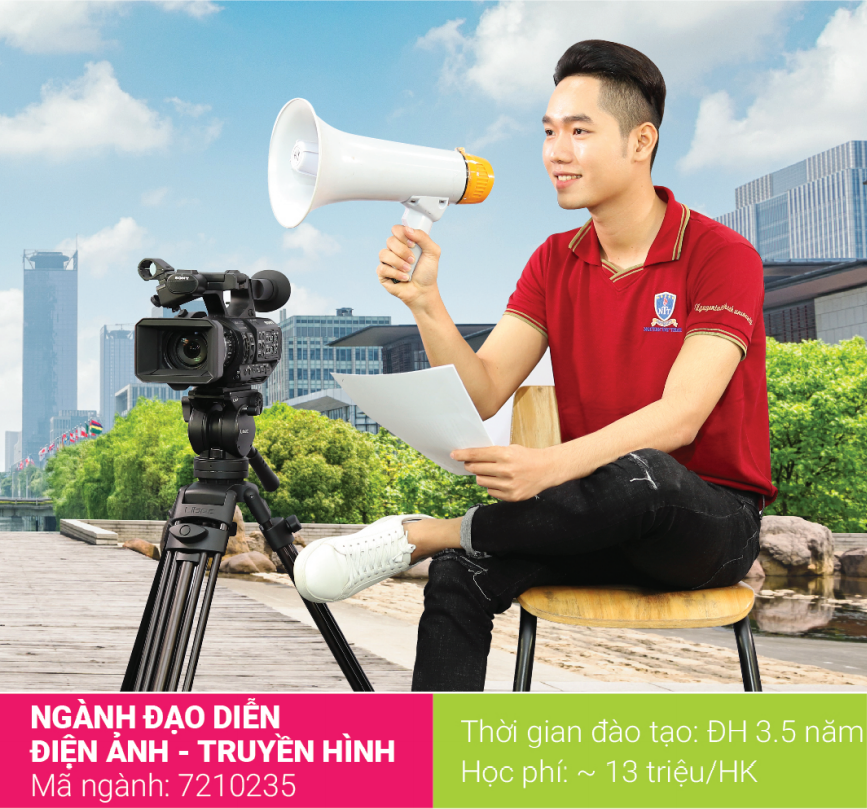 NGÀNH ĐẠO DIỄN
ĐIỆN ẢNH - TRUYỀN HÌNH
Mã ngành: 7210235
Thời gian đào tạo: ĐH 3.5 năm
Học phí: ~ 13 triệu/HK